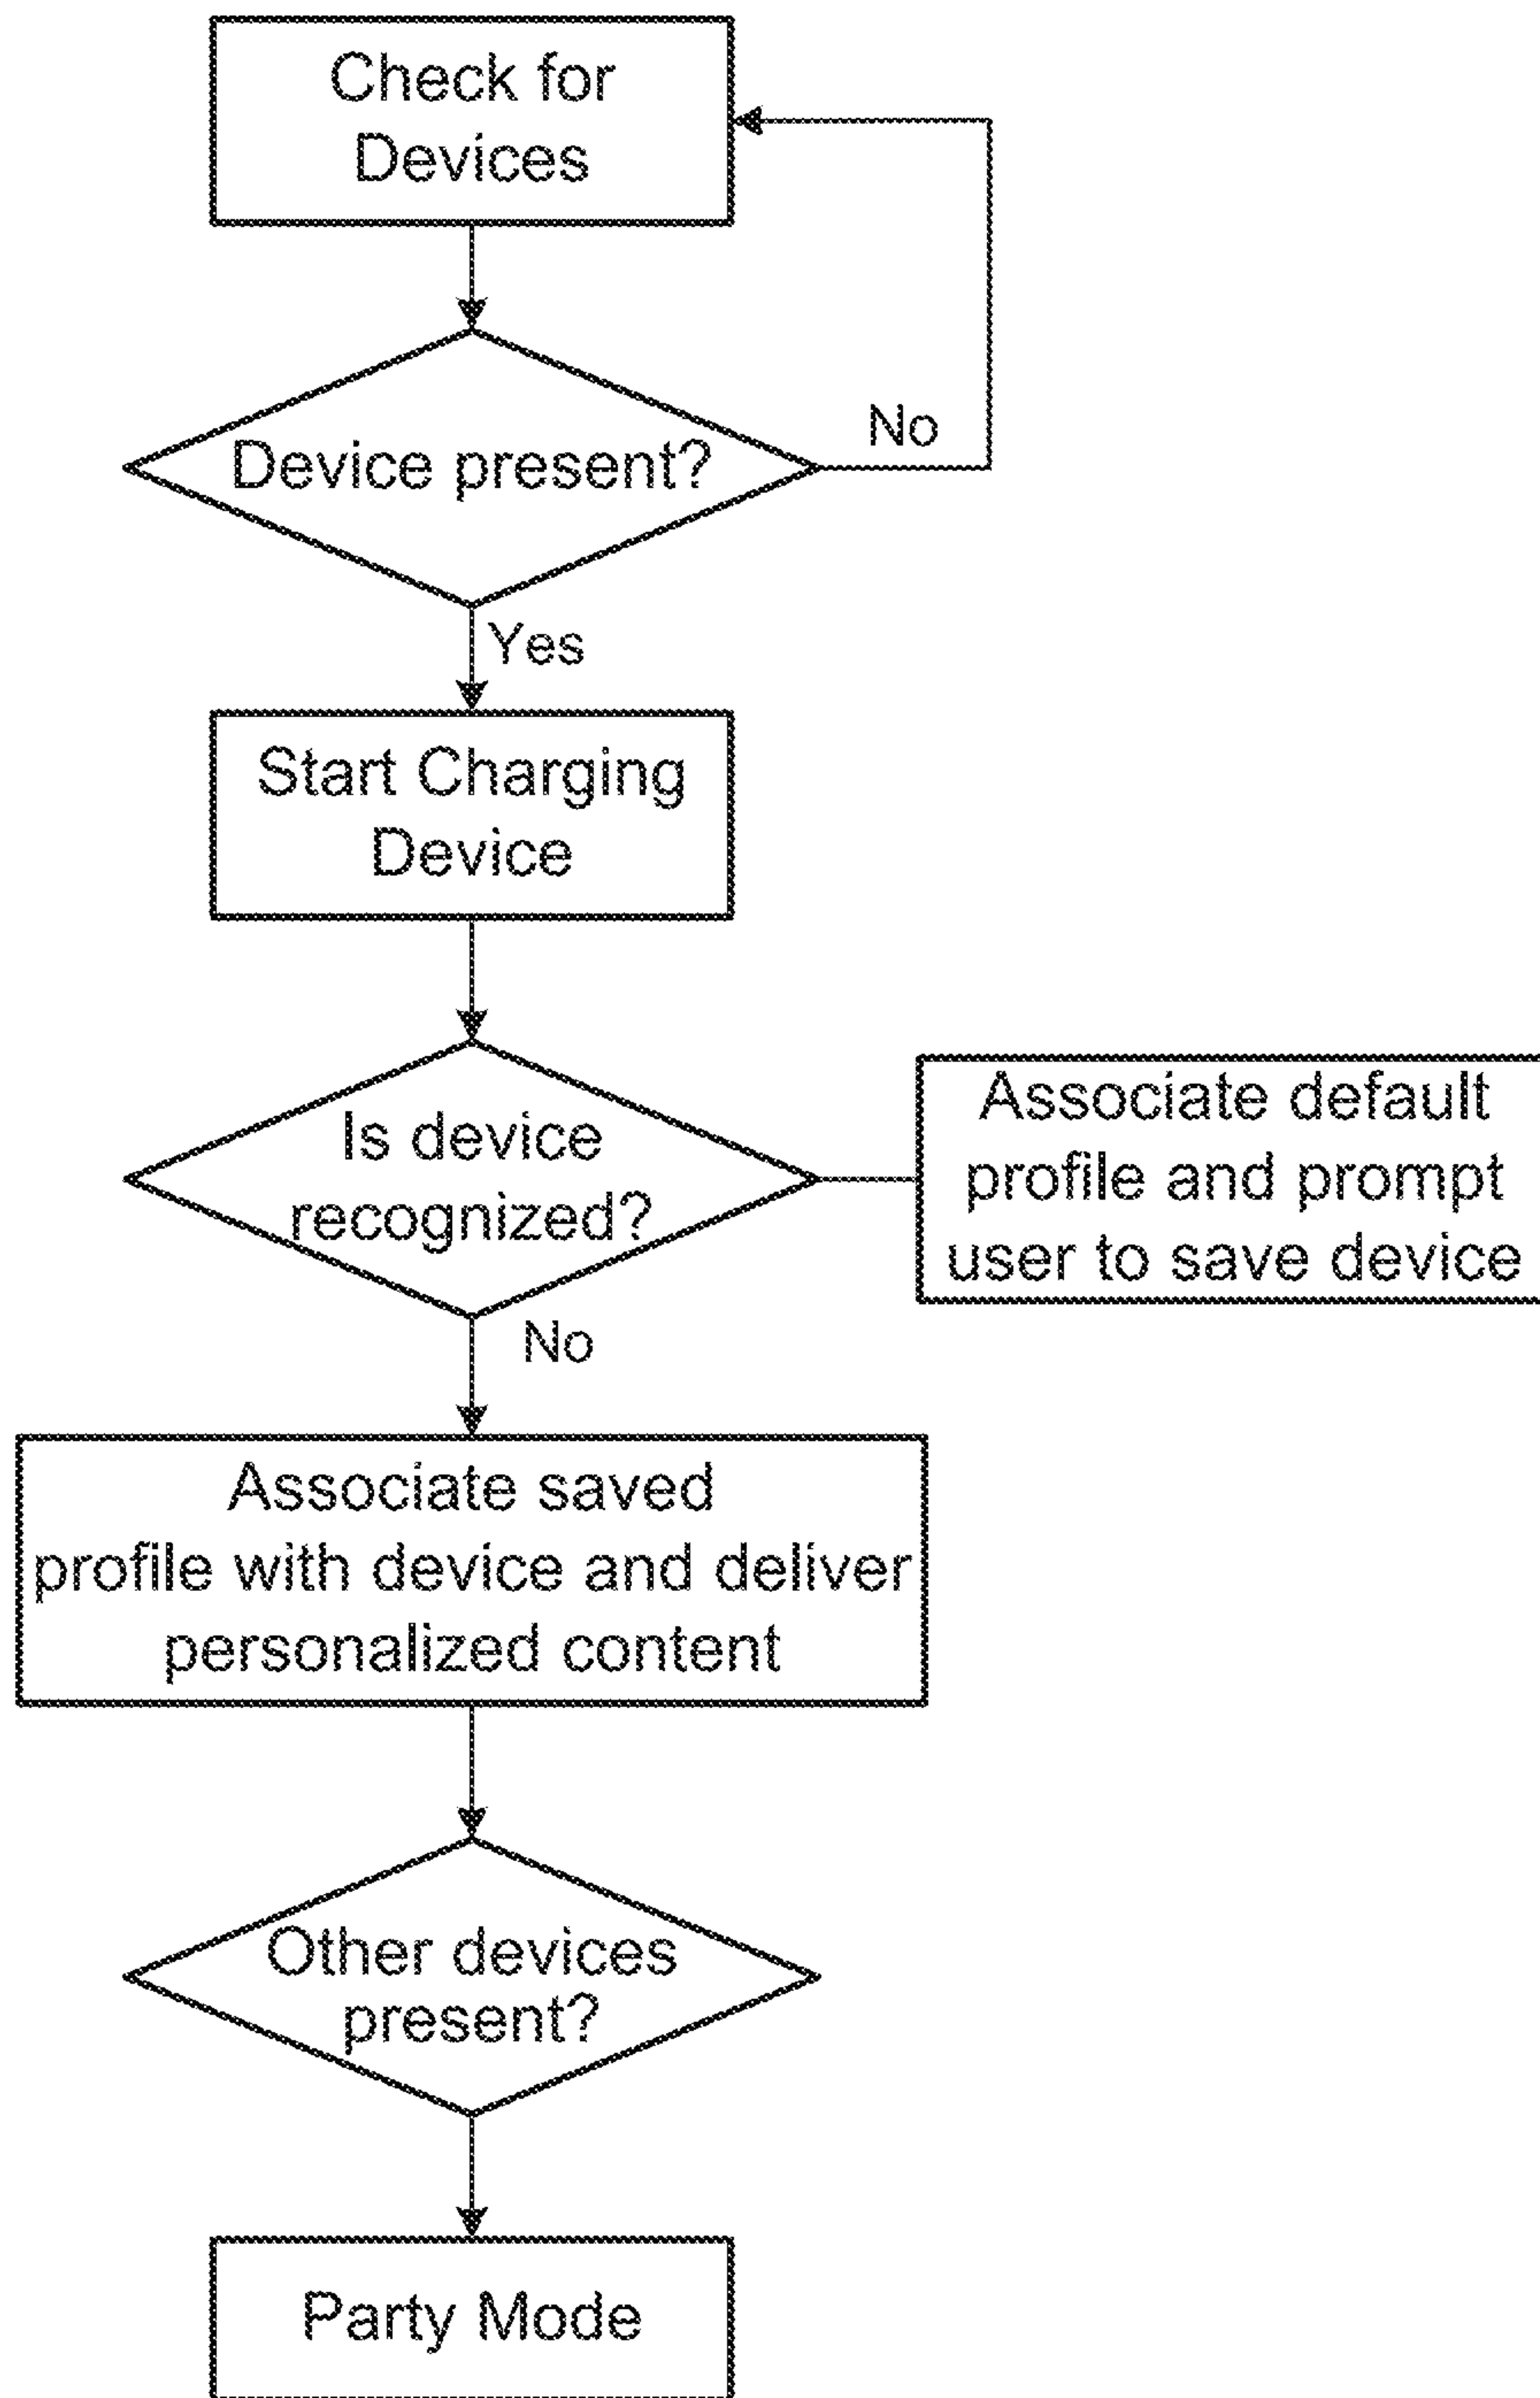 Check for
Devices
No
Device present?
Yes
Start Charging
Device
Is device
recognized?
Associate default
profile and prompt
user to save device
No
Associate saved
profile with device and deliver
personalized content
Other devices
present?
Party Mode